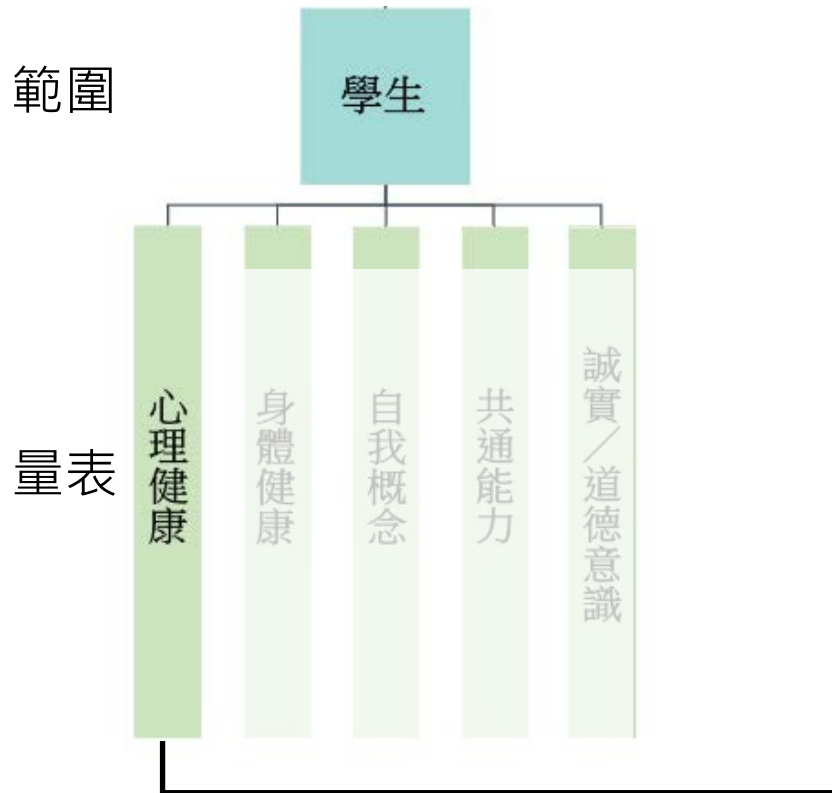 範圍
學生
量表
心理健康
身體健康
自我概念
共通能力
誠實／道德意識